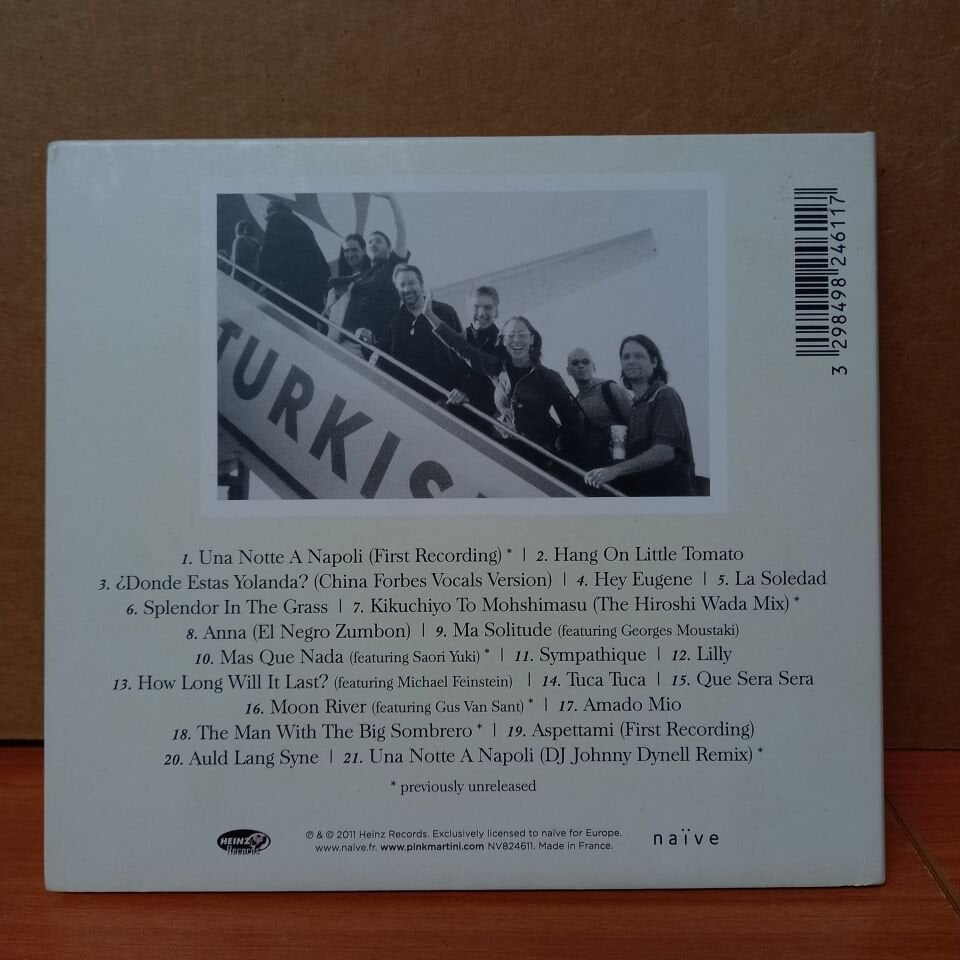 TURKIS
3 298498 246117
1. Una Notte A Napoli (First Recording) * | 2. Hang On Little Tomato
3. ¿Donde Estas Yolanda? (China Forbes Vocals Version) | 4. Hey Eugene | 5. La Soledad
6. Splendor In The Grass | 7. Kikuchiyo To Mohshimasu (The Hiroshi Wada Mix) *
8. Anna (El Negro Zumbon) | 9. Ma Solitude (featuring Georges Moustaki)
10. Mas Que Nada (featuring Saori Yuki) * | 11. Sympathique | 12. Lilly
13. How Long Will It Last? (featuring Michael Feinstein) | 14. Tuca Tuca | 15. Que Sera Sera
16. Moon River (featuring Gus Van Sant) * | 17. Amado Mio
18. The Man With The Big Sombrero * | 19. Aspettami (First Recording)
20. Auld Lang Syne | 21. Una Notte A Napoli (DJ Johnny Dynell Remix) *
* previously unreleased
HEINZ
Records
℗ & © 2011 Heinz Records. Exclusively licensed to naïve for Europe.
www.naive.fr. www.pinkmartini.com NV824611. Made in France.
naïve